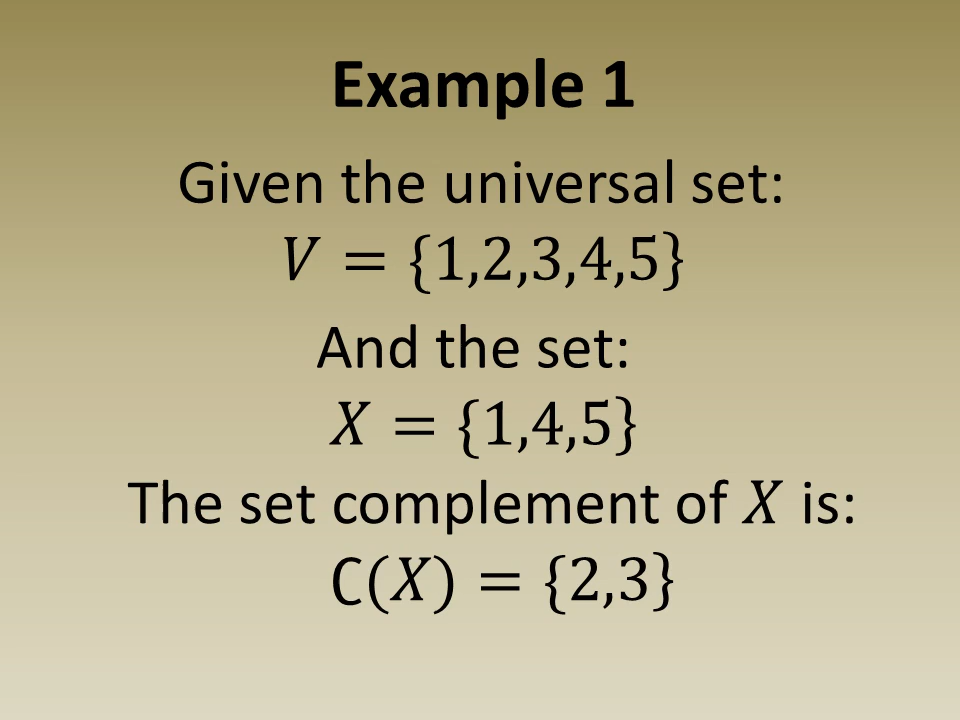 Example 1
Given the universal set:
V = {1,2,3,4,5}
And the set:
X = {1,4,5}
The set complement of X is:
C(X) = {2,3}